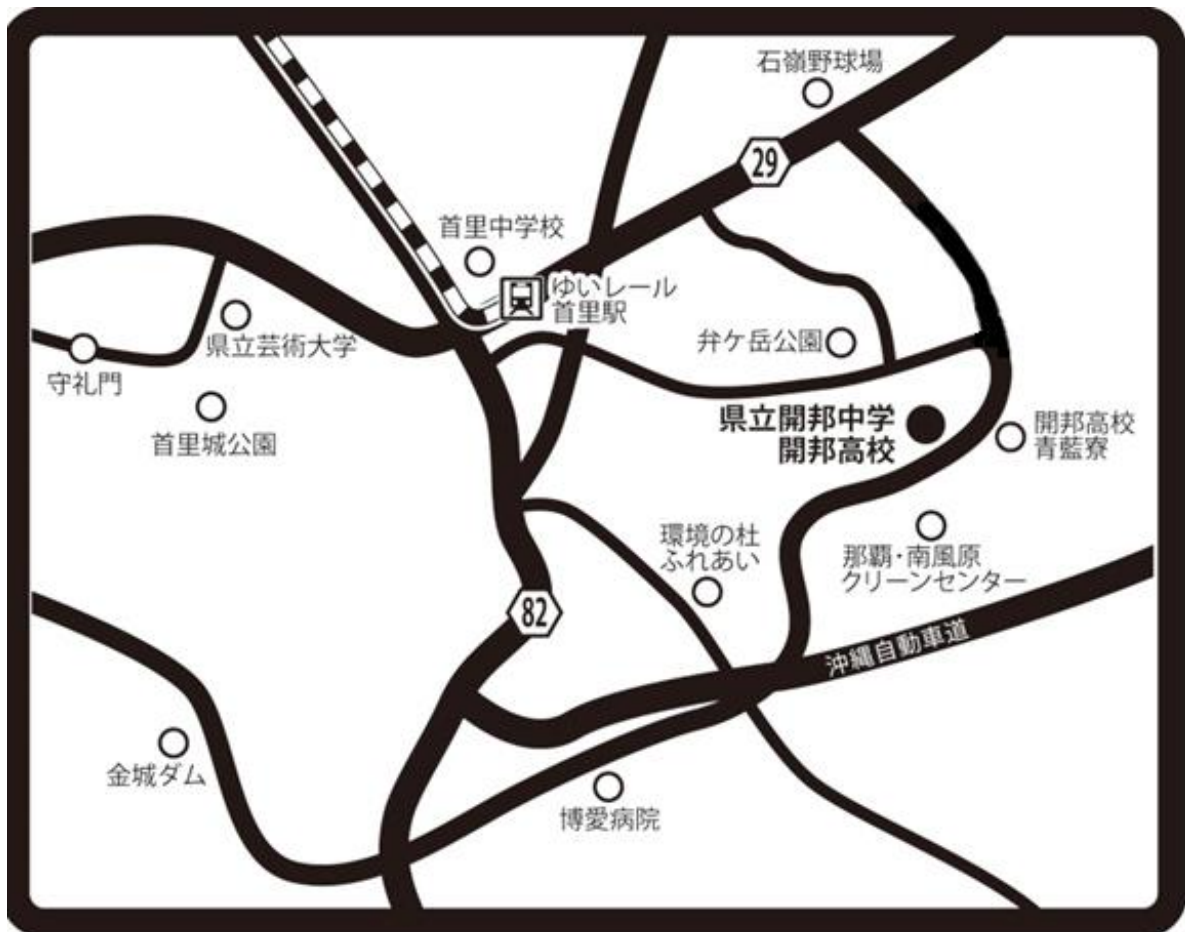 石嶺野球場
29
首里中学校
ゆいレール
首里駅
県立芸術大学
弁ケ岳公園
守礼門
首里城公園
県立開邦中学
開邦高校
開邦高校
青藍寮
環境の杜
ふれあい
那覇・南風原
クリーンセンター
82
沖縄自動車道
金城ダム
博愛病院